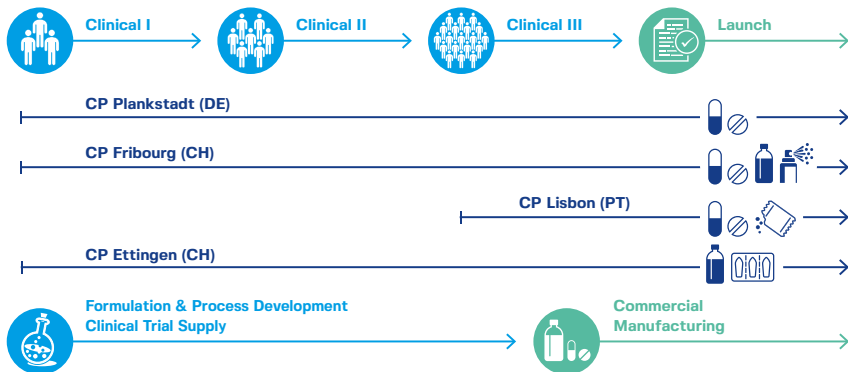 Clinical I
Clinical II
Clinical III
Launch
CP Plankstadt (DE)
CP Fribourg (CH)
CP Lisbon (PT)
CP Ettingen (CH)
Formulation & Process Development
Clinical Trial Supply
Commercial
Manufacturing